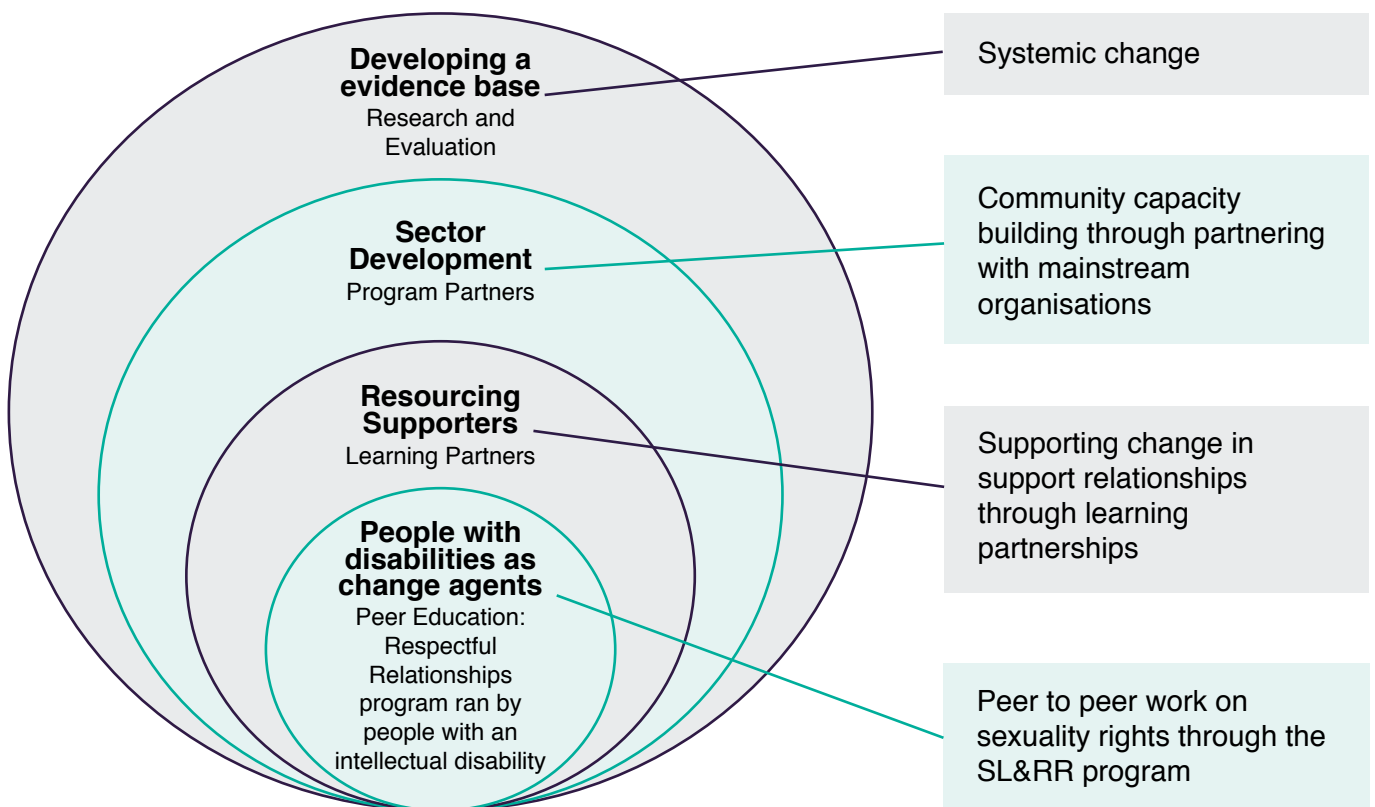 Developing a
evidence base
Research and
Evaluation
Systemic change
Sector
Development
Program Partners
Community capacity
building through partnering
with mainstream
organisations
Resourcing
Supporters
Learning Partners
Supporting change in
support relationships
through learning
partnerships
People with
disabilities as
change agents
Peer Education:
Respectful
Relationships
program ran by
people with an
intellectual disability
Peer to peer work on
sexuality rights through the
SL&RR program